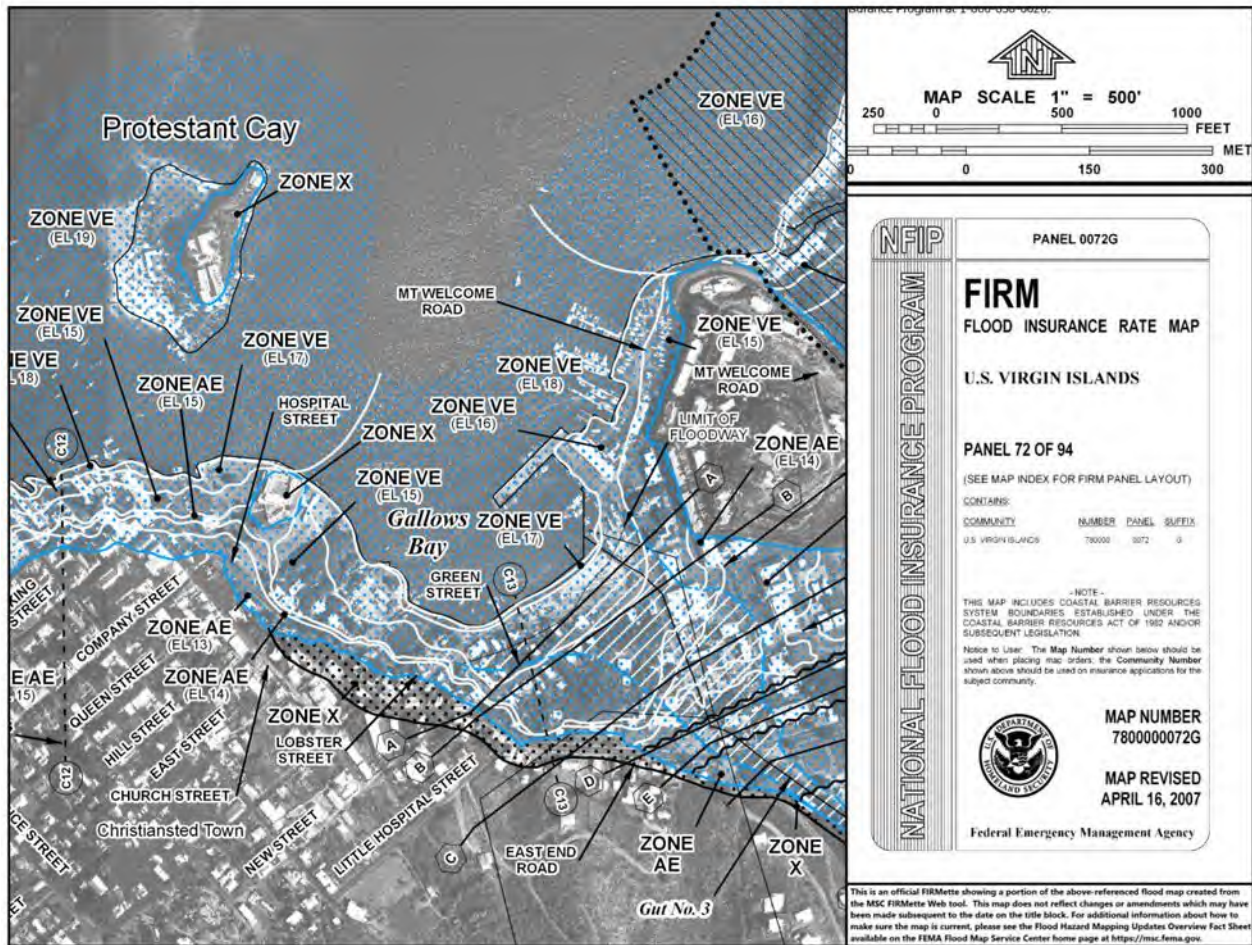 ZONE VE
(EL 16)
Protestant Cay
ZONE X
ZONE VE
(EL 19)
MT WELCOME
ROAD
ZONE VE
(EL 15)
ZONE VE
(EL 17)
ZONE VE
(EL 15)
MT WELCOME
ROAD
ZONE VE
(EL 18)
ZONE AE
(EL 15)
HOSPITAL
STREET
ZONE VE
(EL 16)
LIMIT OF
FLOODWAY
C12
ZONE X
ZONE AE
(EL 14)
A
B
ZONE VE
(EL 15)
Gallows
Bay
ZONE VE
(EL 17)
GREEN
STREET
C13
COMPANY STREET
ZONE AE
(EL 13)
QUEEN STREET
ZONE AE
(EL 14)
HILL STREET
EAST STREET
ZONE X
LOBSTER
STREET
A
B
C12
CHURCH STREET
Christiansted Town
NEW STREET
LITTLE HOSPITAL STREET
C
C13
D
E
EAST END
ROAD
ZONE
AE
ZONE
X
Gut No. 3
N
MAP SCALE 1" = 500'
250 0 500 1000
FEET
MET
0 150 300
NFIP
NATIONAL FLOOD INSURANCE PROGRAM
PANEL 0072G
FIRM
FLOOD INSURANCE RATE MAP
U.S. VIRGIN ISLANDS
PANEL 72 OF 94
(SEE MAP INDEX FOR FIRM PANEL LAYOUT)
CONTAINS:
COMMUNITY NUMBER PANEL SUFFIX
U.S. VIRGIN ISLANDS 780000 0072 G
- NOTE -
THIS MAP INCLUDES COASTAL BARRIER RESOURCES
SYSTEM BOUNDARIES ESTABLISHED UNDER THE
COASTAL BARRIER RESOURCES ACT OF 1982 AND/OR
SUBSEQUENT LEGISLATION.
Notice to User: The Map Number shown below should be
used when placing map orders; the Community Number
shown above should be used on insurance applications for the
subject community.
U.S. DEPARTMENT OF
HOMELAND SECURITY
MAP NUMBER
7800000072G
MAP REVISED
APRIL 16, 2007
Federal Emergency Management Agency
This is an official FIRMette showing a portion of the above-referenced flood map created from
the MSC FIRMette Web tool. This map does not reflect changes or amendments which may have
been made subsequent to the date on the title block. For additional information about how to
make sure the map is current, please see the Flood Hazard Mapping Updates Overview Fact Sheet
available on the FEMA Flood Map Service Center home page at https://msc.fema.gov.